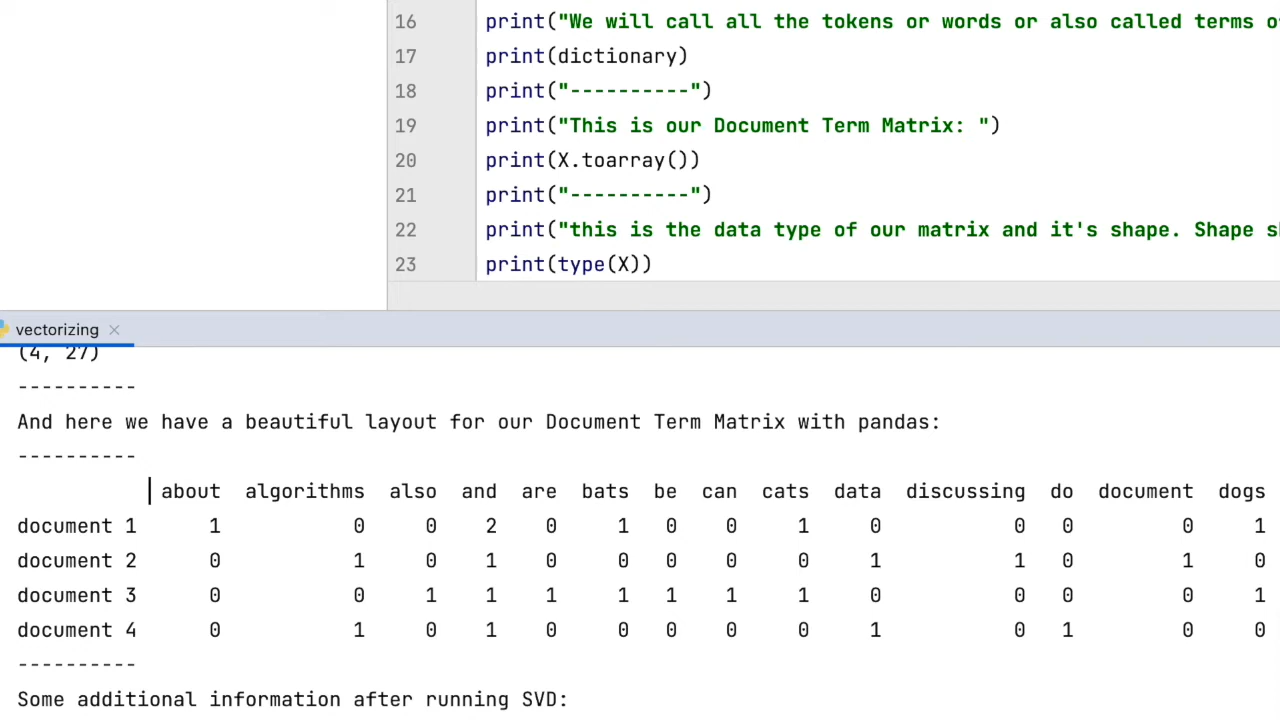 16 print("We will call all the tokens or words or also called terms o
17 print(dictionary)
18 print("----------")
19 print("This is our Document Term Matrix: ")
20 print(X.toarray())
21 print("----------")
22 print("this is the data type of our matrix and it's shape. Shape s
23 print(type(X))
vectorizing
(4, 27)
----------
And here we have a beautiful layout for our Document Term Matrix with pandas:
----------
about algorithms also and are bats be can cats data discussing do document dogs
document 1 1 0 0 2 0 1 0 0 1 0 0 0 0 1
document 2 0 1 0 1 0 0 0 0 0 1 1 0 1 0
document 3 0 0 1 1 1 1 1 1 1 0 0 0 0 1
document 4 0 1 0 1 0 0 0 0 0 1 0 1 0 0
----------
Some additional information after running SVD: